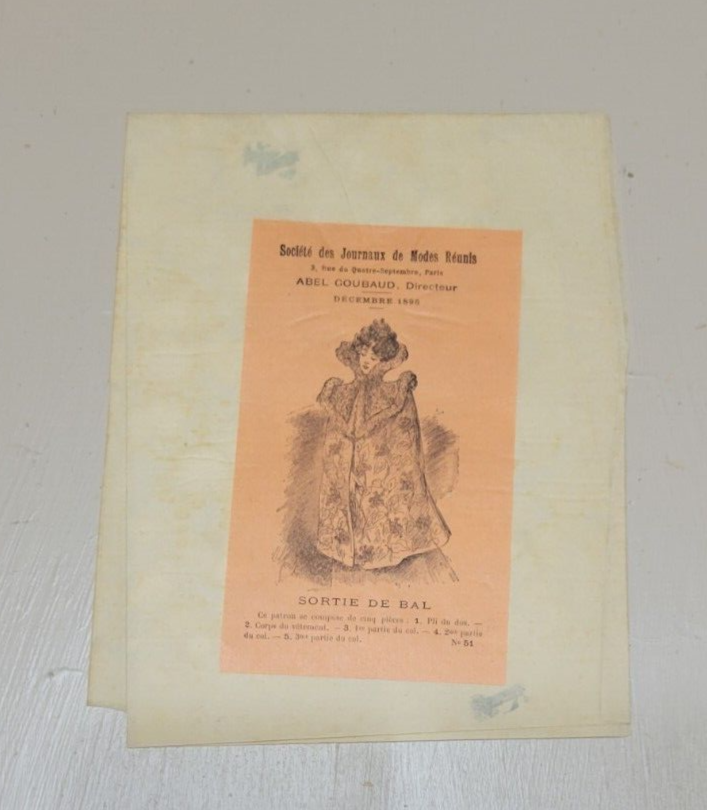 Société des Journaux de Modes Réunis
3, Rue du Quatre-Septembre, Paris
ABEL GOUBAUD, Directeur
DÉCEMBRE 1895
SORTIE DE BAL
Ce patron se compose de cinq pièces : 1. Pli du dos. —
2. Corps du vêtement. — 3. 1re partie du col. — 4. 2me partie
du col. — 5. 3me partie du col. No 51